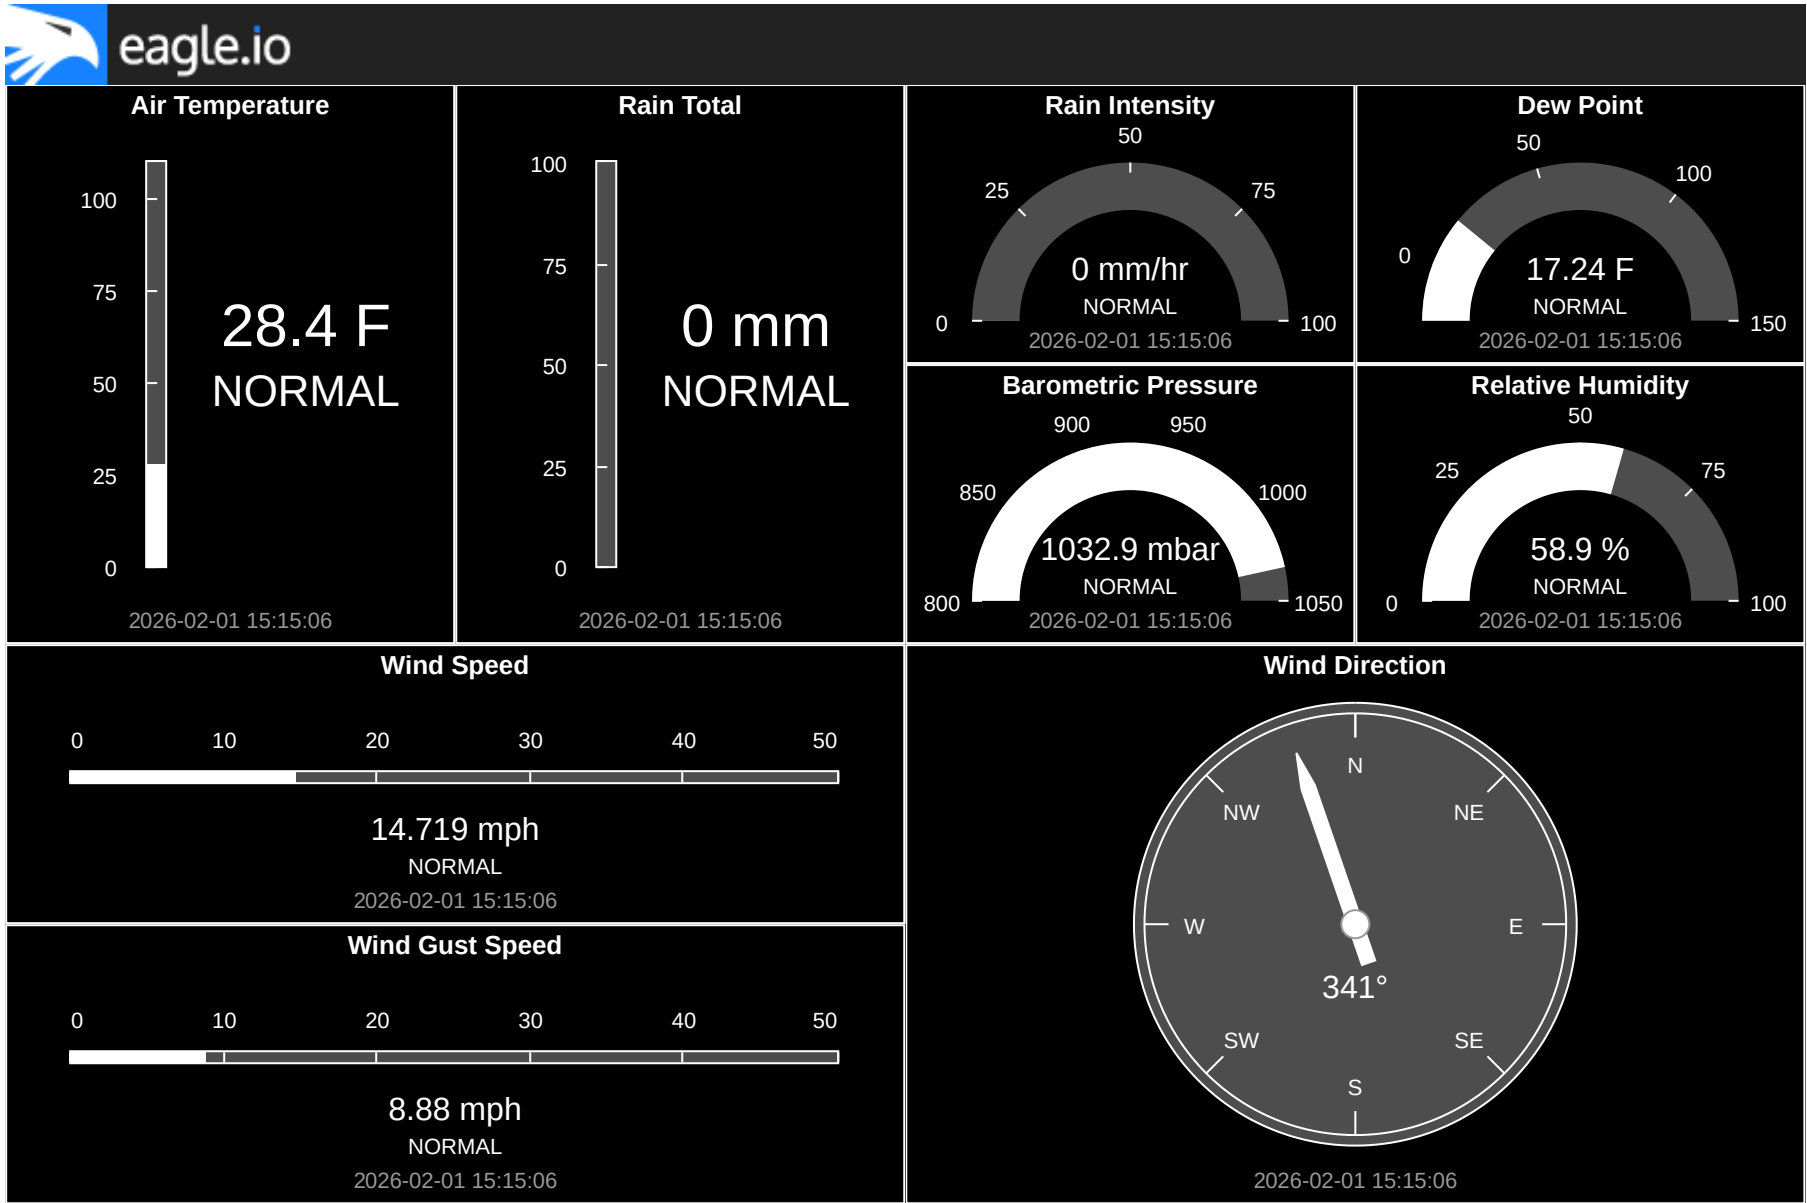 eagle.io
Air Temperature
100
75
50
25
0
28.4 F
NORMAL
2026-02-01 15:15:06
Rain Total
100
75
50
25
0
0 mm
NORMAL
2026-02-01 15:15:06
Rain Intensity
50
25
75
0
100
0 mm/hr
NORMAL
2026-02-01 15:15:06
Dew Point
50
100
0
150
17.24 F
NORMAL
2026-02-01 15:15:06
Barometric Pressure
900
950
850
1000
800
1050
1032.9 mbar
NORMAL
2026-02-01 15:15:06
Relative Humidity
50
25
75
0
100
58.9 %
NORMAL
2026-02-01 15:15:06
Wind Speed
0 10 20 30 40 50
14.719 mph
NORMAL
2026-02-01 15:15:06
Wind Gust Speed
0 10 20 30 40 50
8.88 mph
NORMAL
2026-02-01 15:15:06
Wind Direction
N
NW NE
W E
341°
SW SE
S
2026-02-01 15:15:06